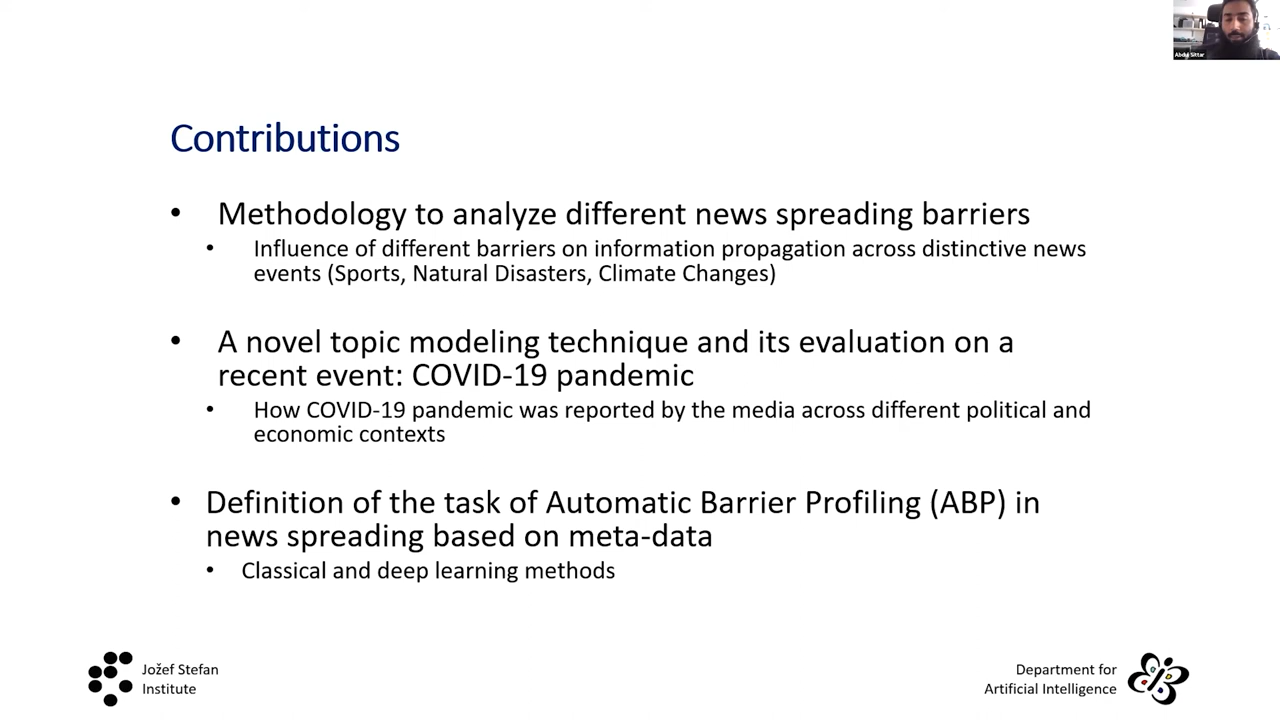 Abdul Sittar
Contributions
• Methodology to analyze different news spreading barriers
• Influence of different barriers on information propagation across distinctive news
events (Sports, Natural Disasters, Climate Changes)
• A novel topic modeling technique and its evaluation on a
recent event: COVID-19 pandemic
• How COVID-19 pandemic was reported by the media across different political and
economic contexts
• Definition of the task of Automatic Barrier Profiling (ABP) in
news spreading based on meta-data
• Classical and deep learning methods
Jožef Stefan
Institute
Department for
Artificial Intelligence